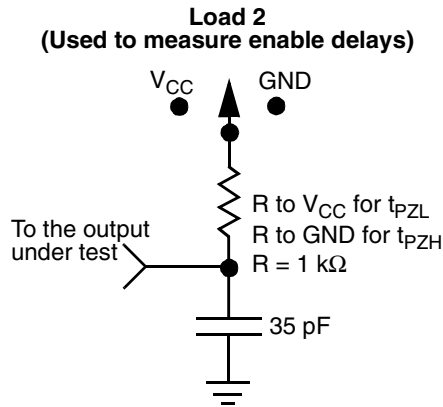 Load 2
(Used to measure enable delays)
VCC GND
R to VCC for tPZL
To the output R to GND for tPZH
under test R = 1 kΩ
35 pF